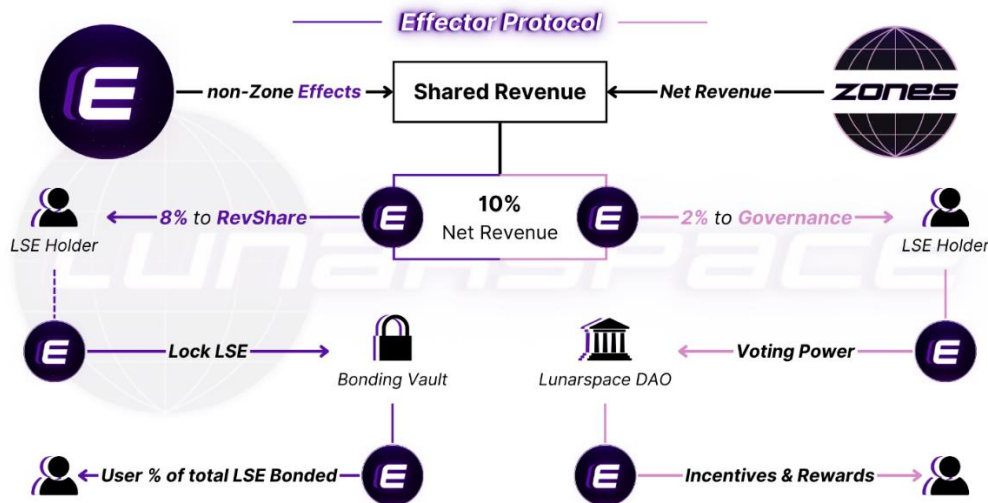 Effector Protocol
E
non-Zone Effects
Shared Revenue
Net Revenue
ZONES
LSE Holder
8% to RevShare
E
10%
Net Revenue
E
2% to Governance
LSE Holder
LUNARSPACE
E
Lock LSE
Bonding Vault
Lunarspace DAO
Voting Power
E
User % of total LSE Bonded
E
E
Incentives & Rewards